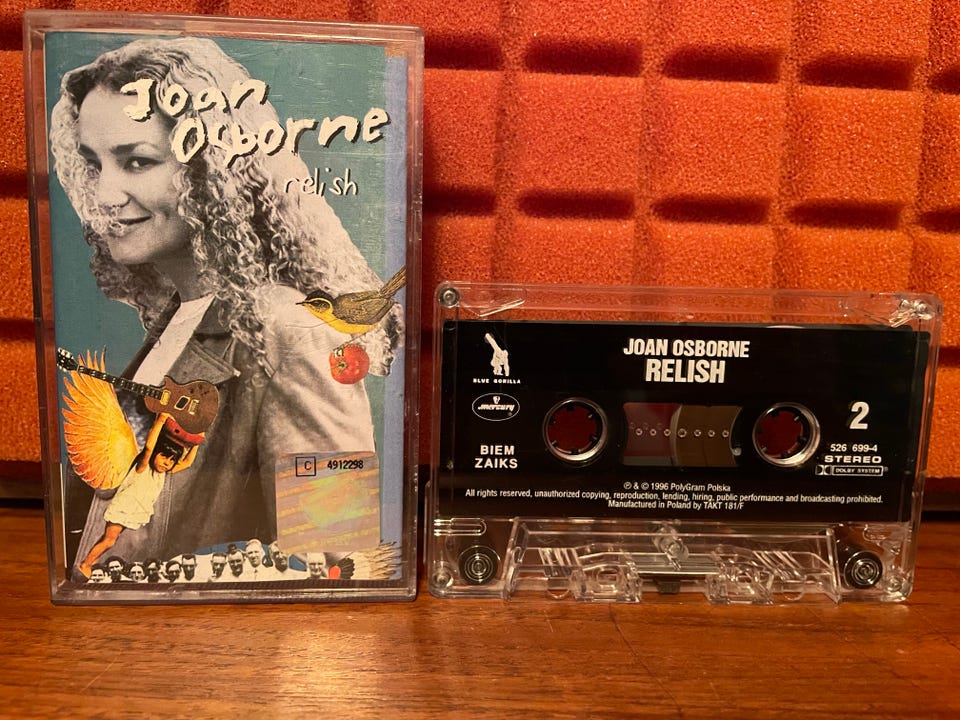 Joan
Osborne
relish
C 4912298
BLUE GORILLA
mercury
BIEM
ZAIKS
JOAN OSBORNE
RELISH
2
526 699-4
STEREO
DOLBY SYSTEM
℗ & © 1996 PolyGram Polska
All rights reserved, unauthorized copying, reproduction, lending, hiring, public performance and broadcasting prohibited.
Manufactured in Poland by TAKT 181/F